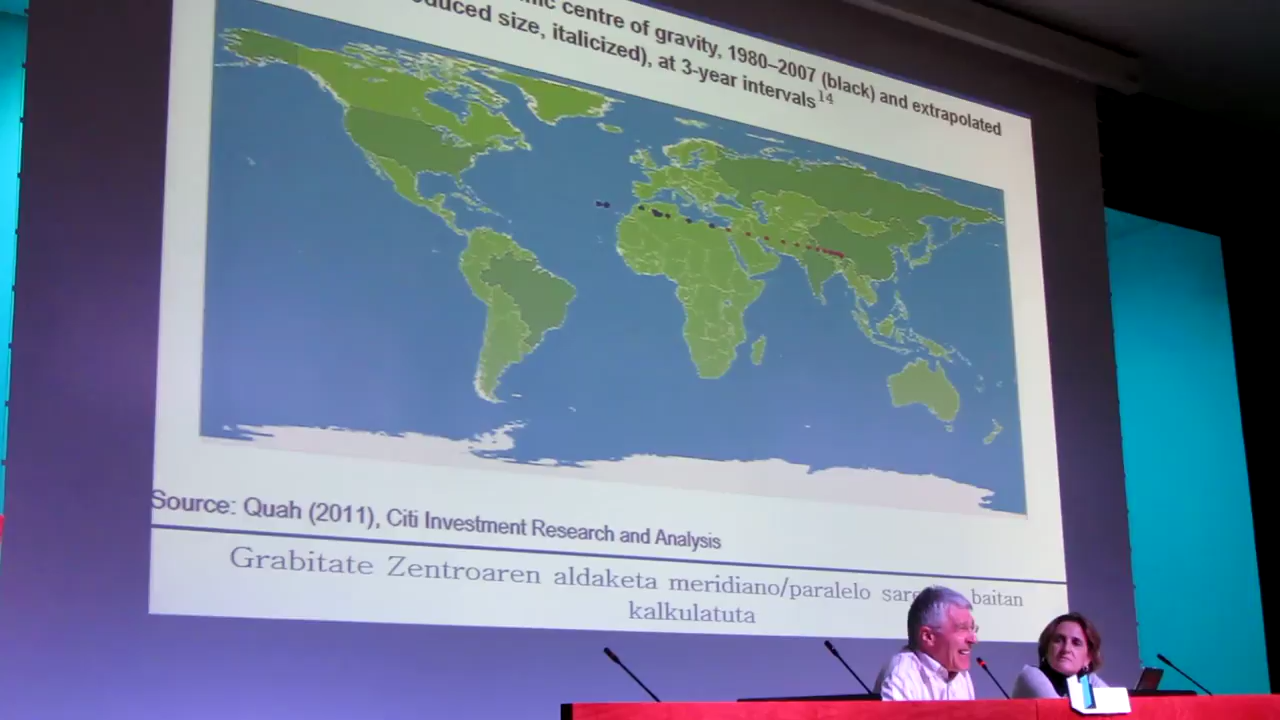 centre of gravity, 1980–2007 (black) and extrapolated
size, italicized), at 3-year intervals14
Source: Quah (2011), Citi Investment Research and Analysis
Grabitate Zentroaren aldaketa meridiano/paralelo baitan
kalkulatuta